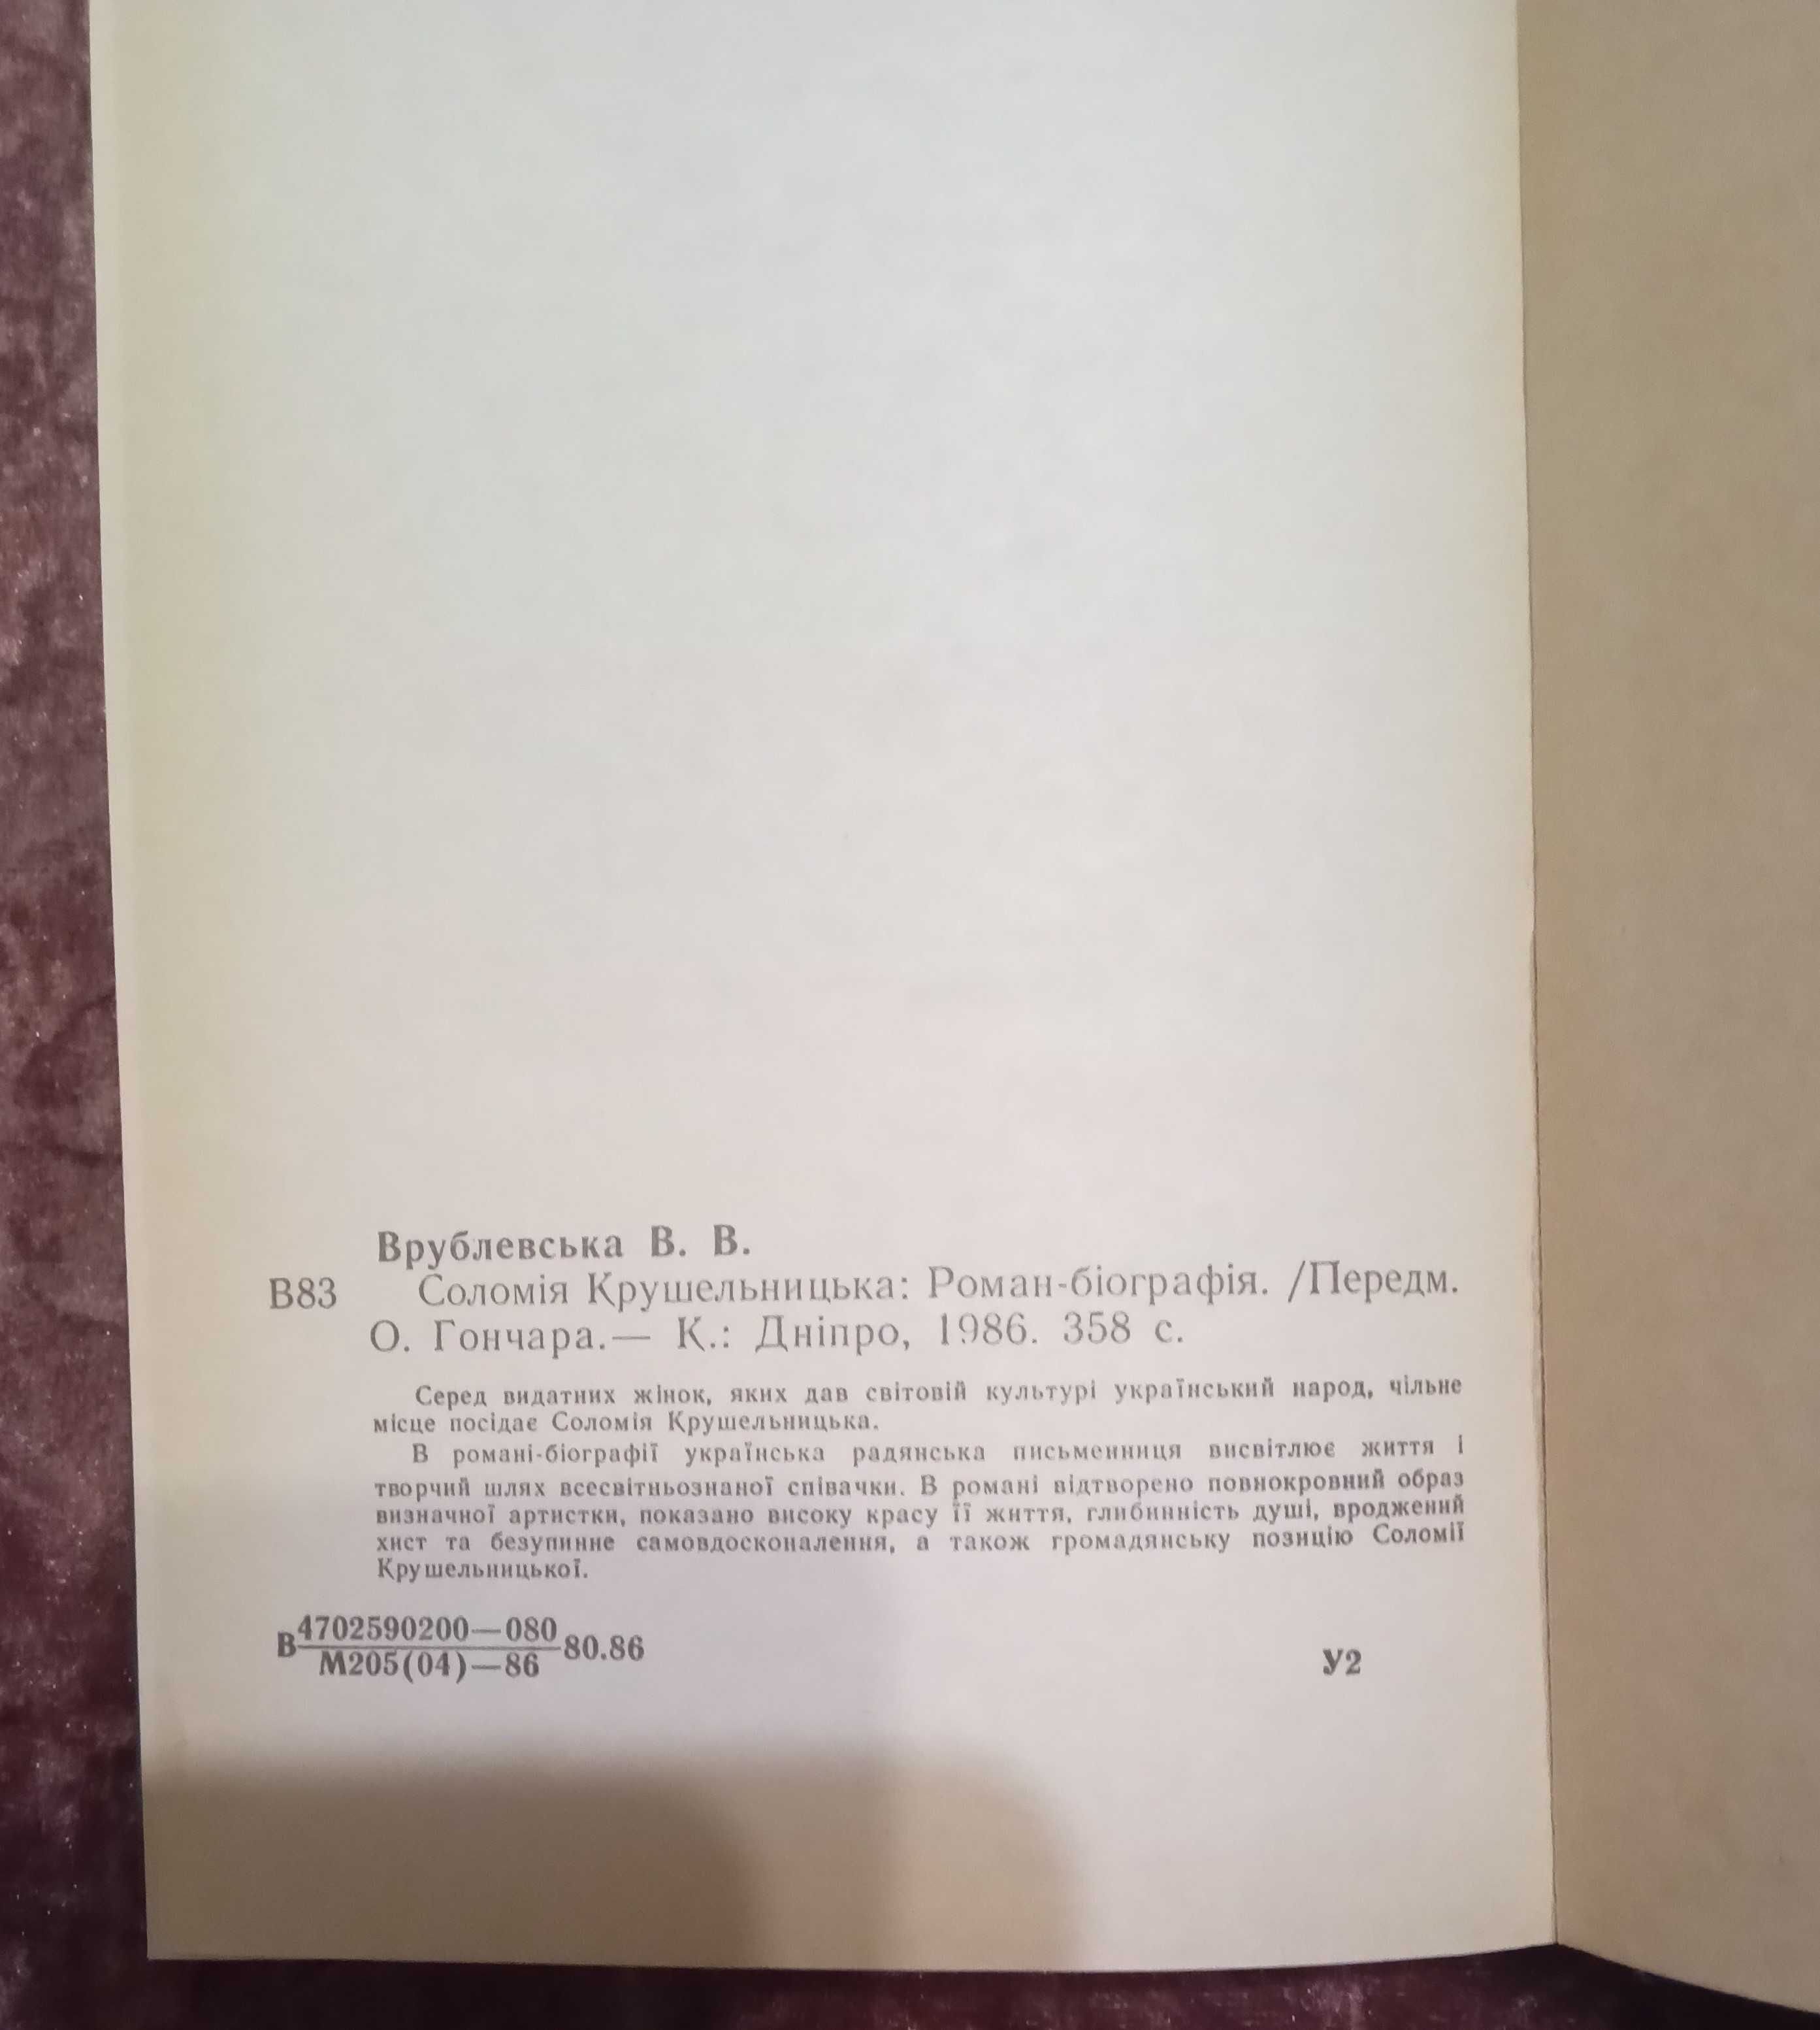 Врублевська В. В.
В83 Соломія Крушельницька: Роман-біографія. /Передм.
О. Гончара.— К.: Дніпро, 1986. 358 с.
Серед видатних жінок, яких дав світовій культурі український народ, чільне
місце посідає Соломія Крушельницька.
В романі-біографії українська радянська письменниця висвітлює життя і
творчий шлях всесвітньознаної співачки. В романі відтворено повнокровний образ
визначної артистки, показано високу красу її життя, глибинність душі, вроджений
хист та безупинне самовдосконалення, а також громадянську позицію Соломії
Крушельницької.
4702590200—080
В 80.86
М205(04)—86
У2